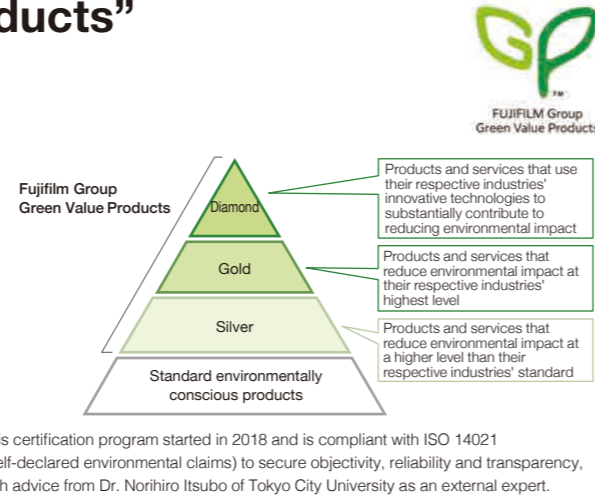 ducts”
GP
TM
FUJIFILM Group
Green Value Products
Fujifilm Group
Green Value Products
Diamond
Products and services that use
their respective industries'
innovative technologies to
substantially contribute to
reducing environmental impact
Gold
Products and services that
reduce environmental impact at
their respective industries'
highest level
Silver
Products and services that
reduce environmental impact at
a higher level than their
respective industries' standard
Standard environmentally
conscious products
is certification program started in 2018 and is compliant with ISO 14021
elf-declared environmental claims) to secure objectivity, reliability and transparency,
h advice from Dr. Norihiro Itsubo of Tokyo City University as an external expert.